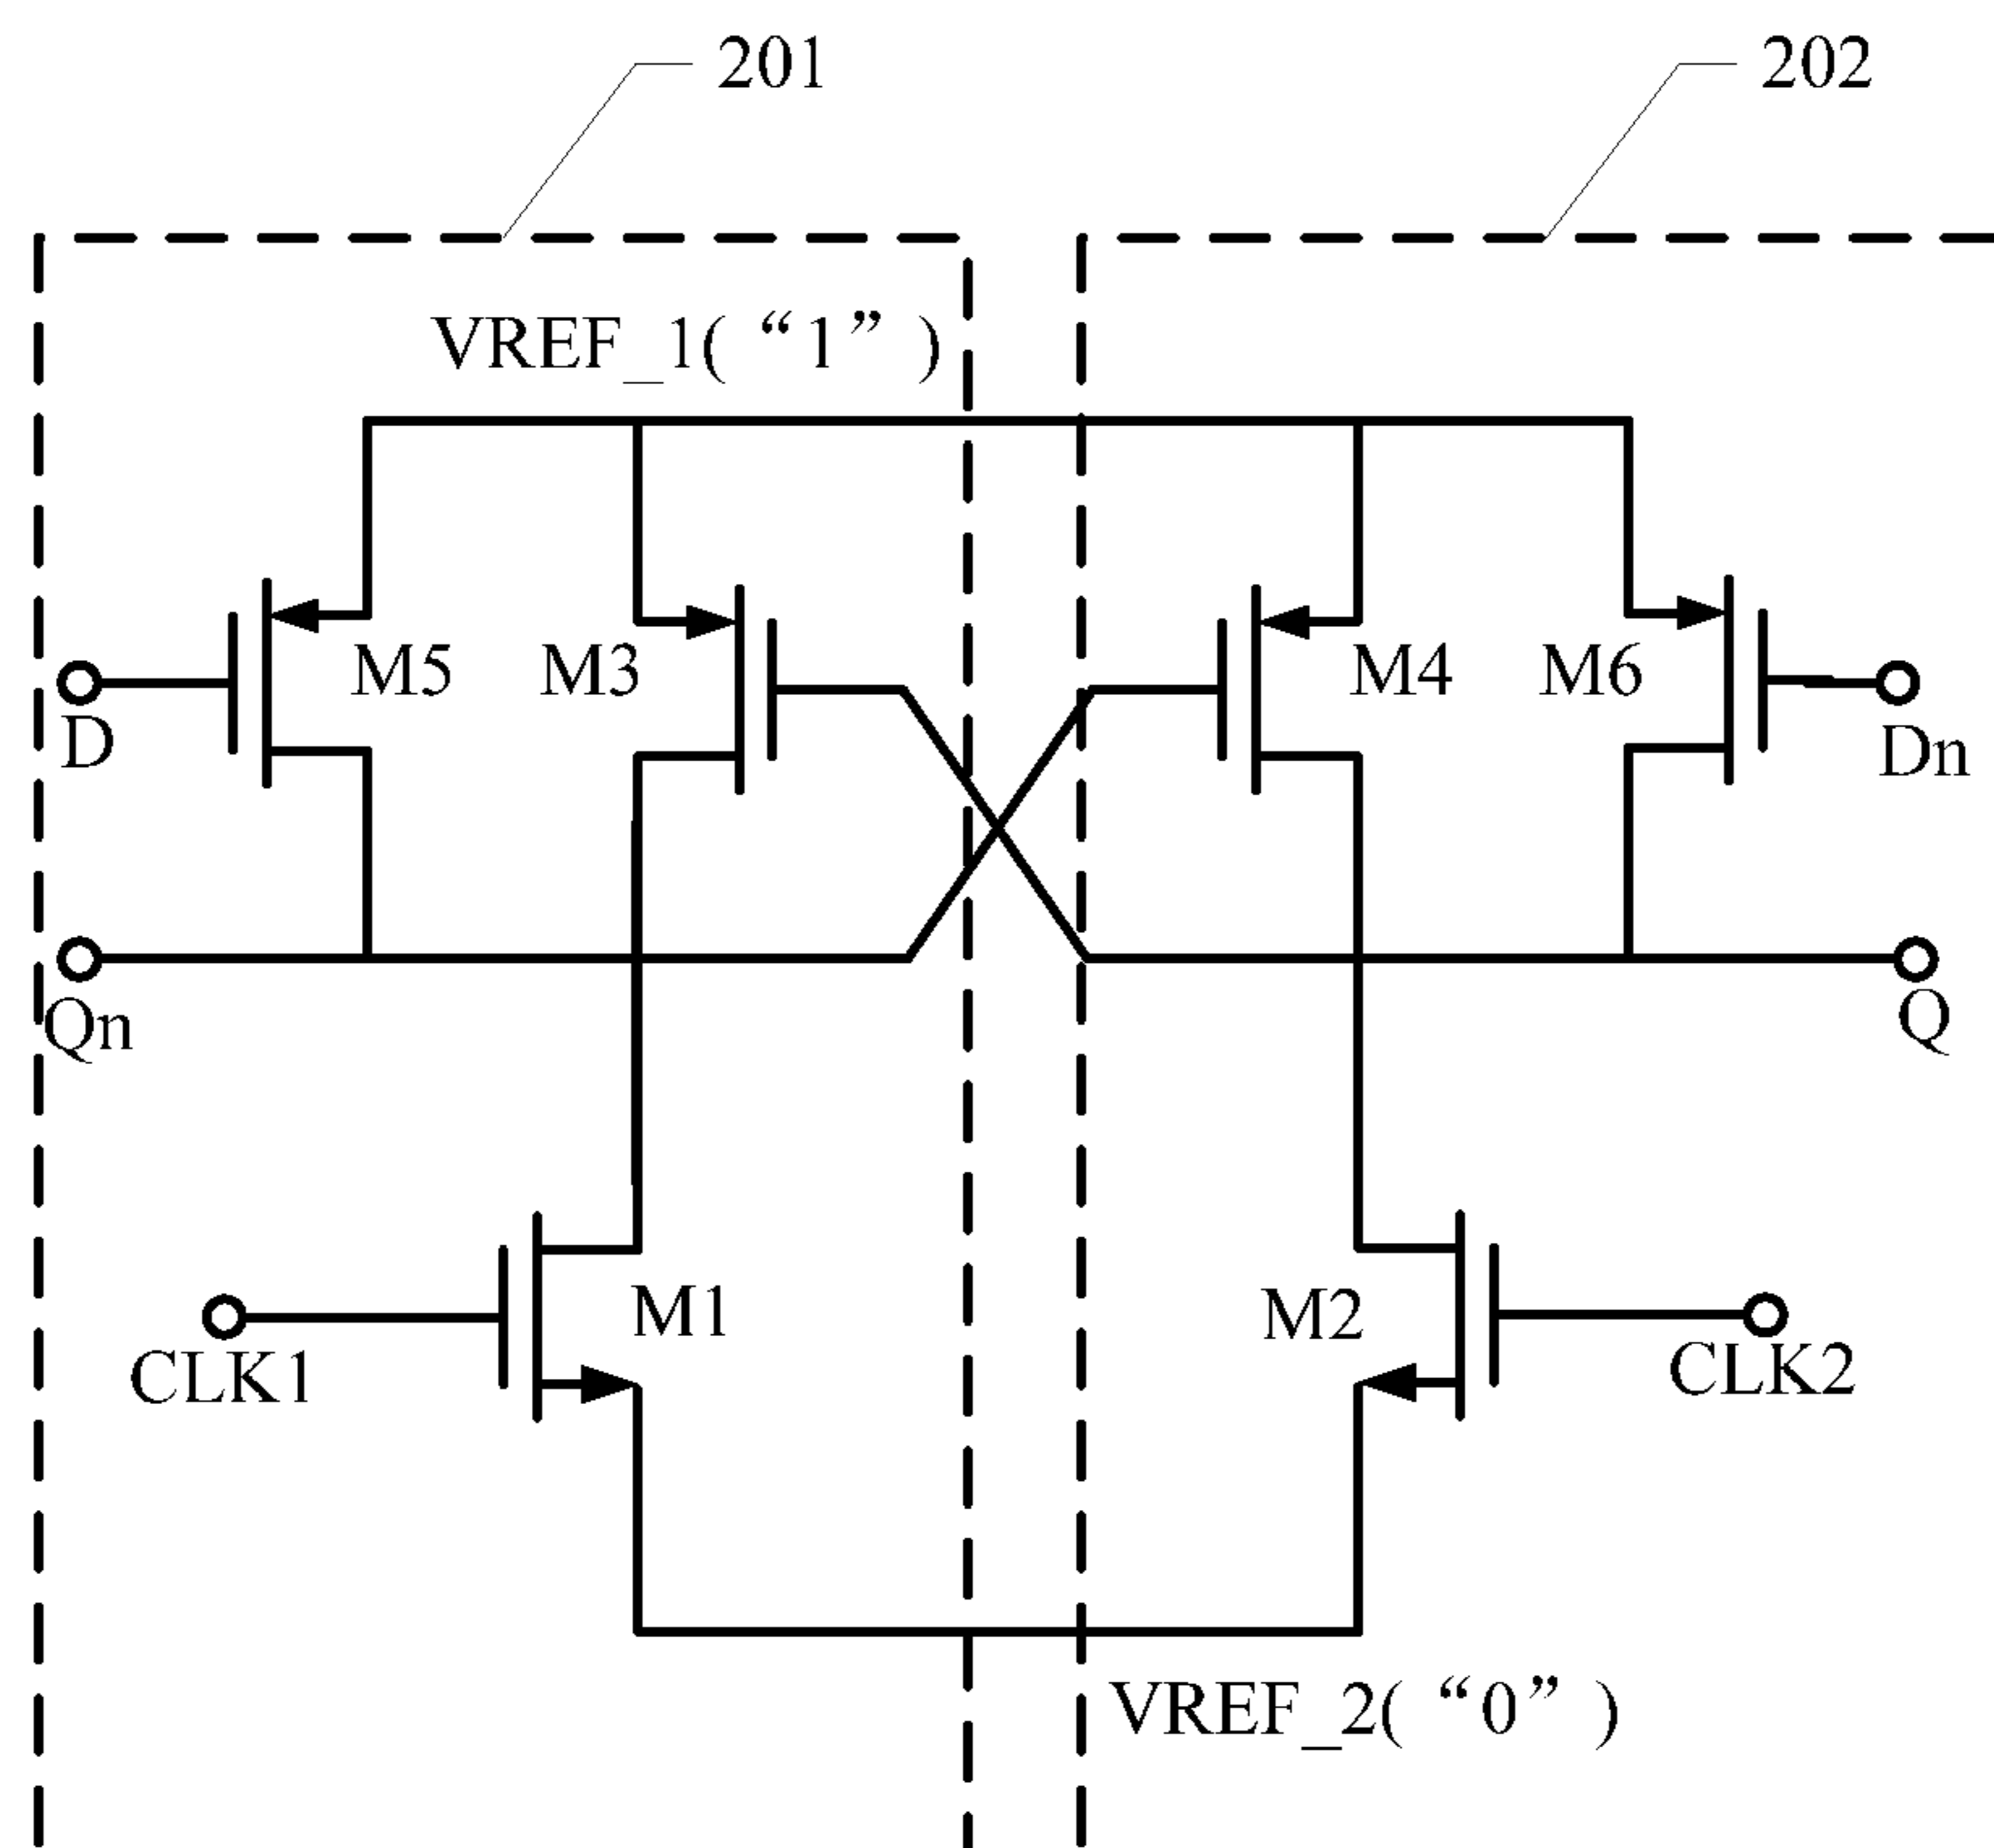 201
202
VREF_1( “1” )
M5
M3
M4
M6
D
Dn
Qn
Q
M1
M2
CLK1
CLK2
VREF_2( “0” )